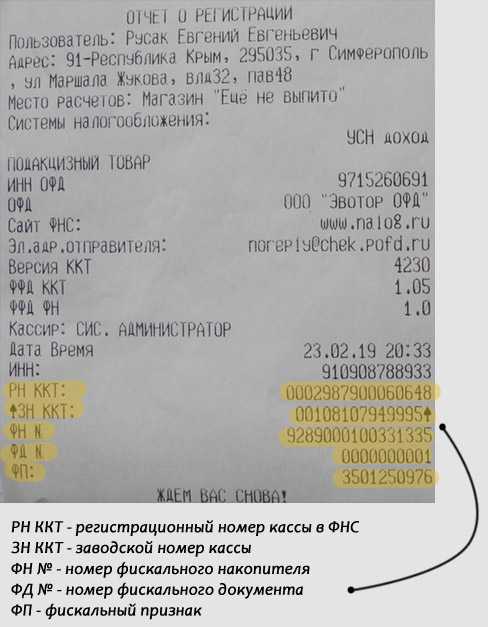 ОТЧЕТ О РЕГИСТРАЦИИ
Пользователь: Русак Евгений Евгеньевич
Адрес: 91-Республика Крым, 295035, г Симферополь
, ул Маршала Жукова, влд32, пав48
Место расчетов: Магазин "Ещё не выпито"
Системы налогообложения:
УСН доход
ПОДАКЦИЗНЫЙ ТОВАР
ИНН ОФД 9715260691
ОФД ООО "Эвотор ОФД"
Сайт ФНС: www.nalog.ru
Эл.адр.отправителя: noreply@chek.pofd.ru
Версия ККТ 4230
ФФД ККТ 1.05
ФФД ФН 1.0
Кассир: СИС. АДМИНИСТРАТОР
Дата Время 23.02.19 20:33
ИНН: 910908788933
РН ККТ: 0002987900060648
↑ЗН ККТ: 00108107949995↑
ФН № 9289000100331335
ФД № 0000000001
ФП: 3501250976
ЖДЕМ ВАС СНОВА!
РН ККТ - регистрационный номер кассы в ФНС
ЗН ККТ - заводской номер кассы
ФН № - номер фискального накопителя
ФД № - номер фискального документа
ФП - фискальный признак